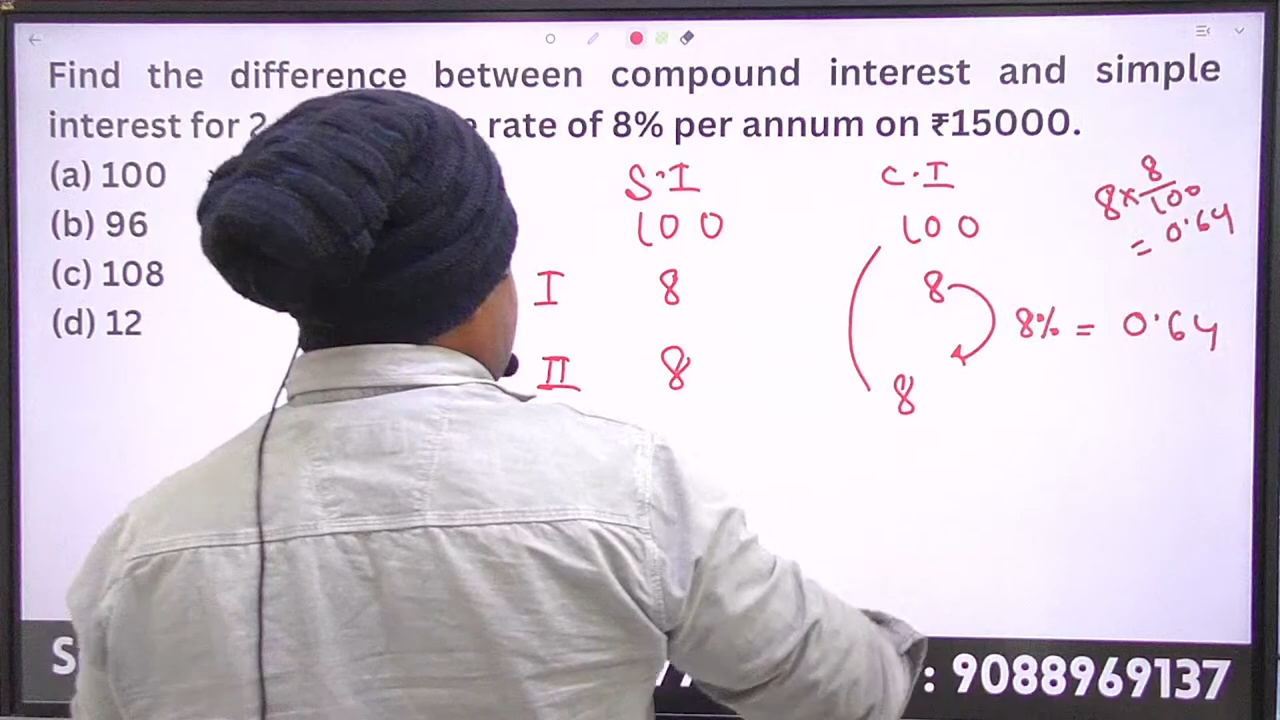 Find the difference between compound interest and simple
interest for 2 rate of 8% per annum on ₹15000.
(a) 100
(b) 96
(c) 108
(d) 12
S·I
100
I 8
II 8
C·I
100
8
8% = 0.64
8
8×8/100
= 0.64
S : 9088969137